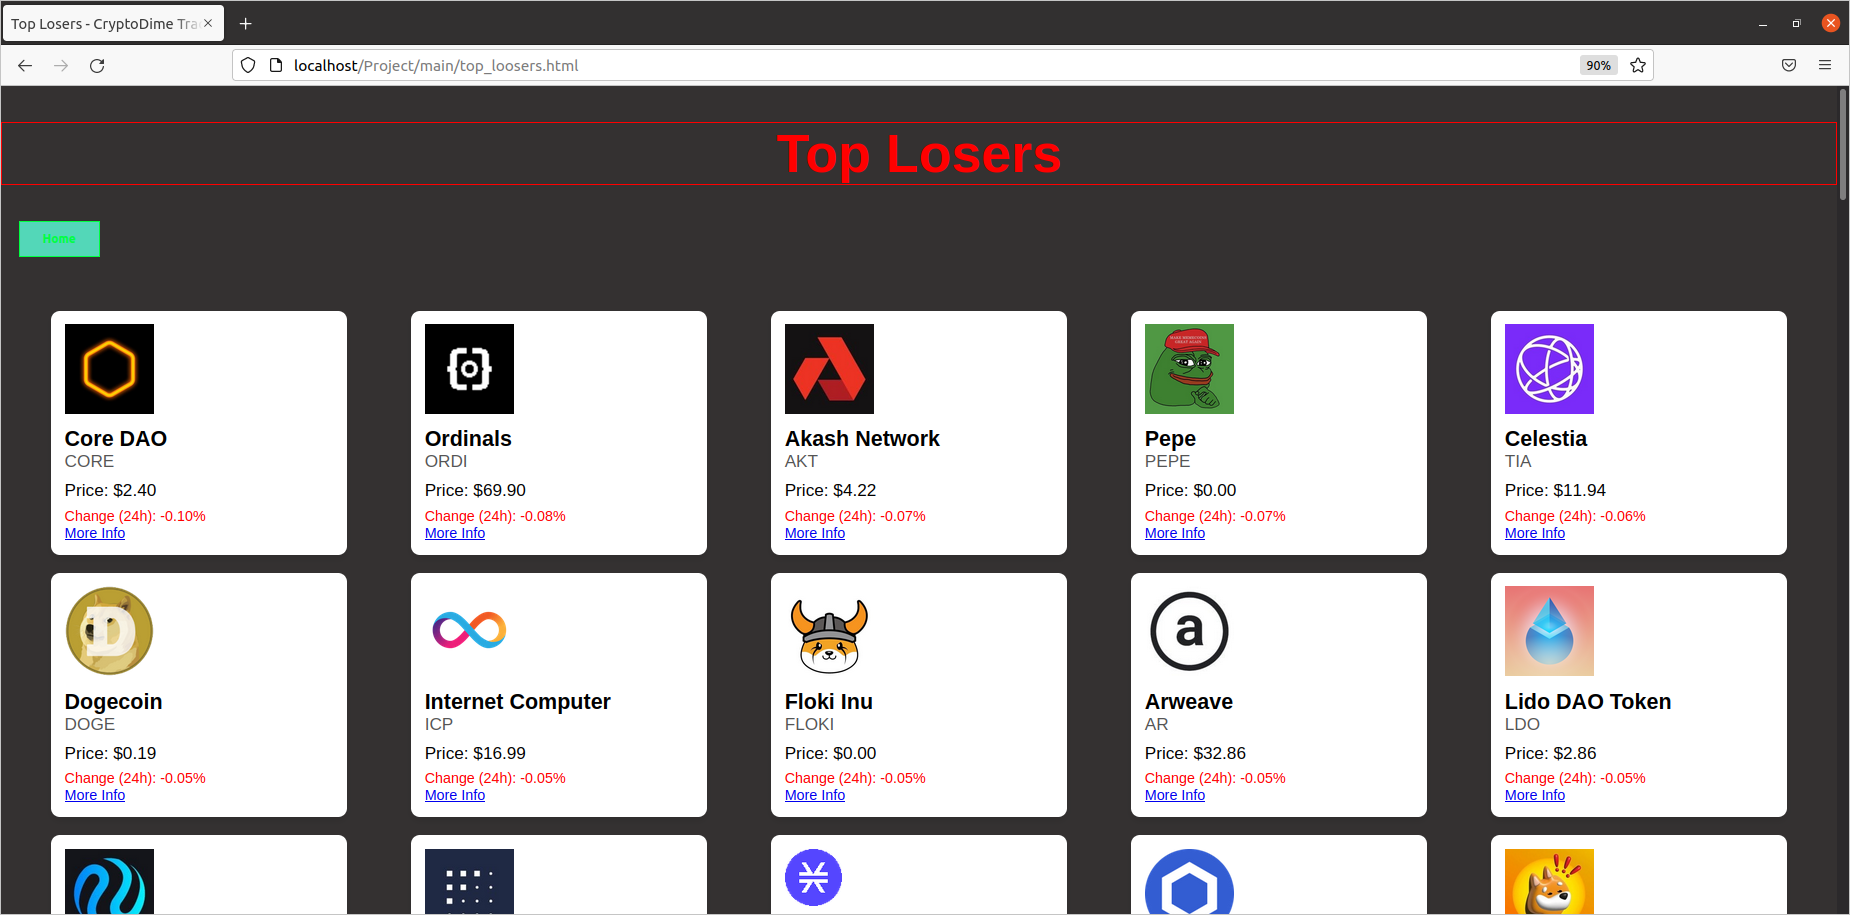 Top Losers - CryptoDime Tra
localhost/Project/main/top_loosers.html
90%
Top Losers
Home
Core DAO
CORE
Price: $2.40
Change (24h): -0.10%
More Info
Ordinals
ORDI
Price: $69.90
Change (24h): -0.08%
More Info
Akash Network
AKT
Price: $4.22
Change (24h): -0.07%
More Info
MAKE MEMECOINS
GREAT AGAIN
Pepe
PEPE
Price: $0.00
Change (24h): -0.07%
More Info
Celestia
TIA
Price: $11.94
Change (24h): -0.06%
More Info
D
Dogecoin
DOGE
Price: $0.19
Change (24h): -0.05%
More Info
Internet Computer
ICP
Price: $16.99
Change (24h): -0.05%
More Info
Floki Inu
FLOKI
Price: $0.00
Change (24h): -0.05%
More Info
a
Arweave
AR
Price: $32.86
Change (24h): -0.05%
More Info
Lido DAO Token
LDO
Price: $2.86
Change (24h): -0.05%
More Info